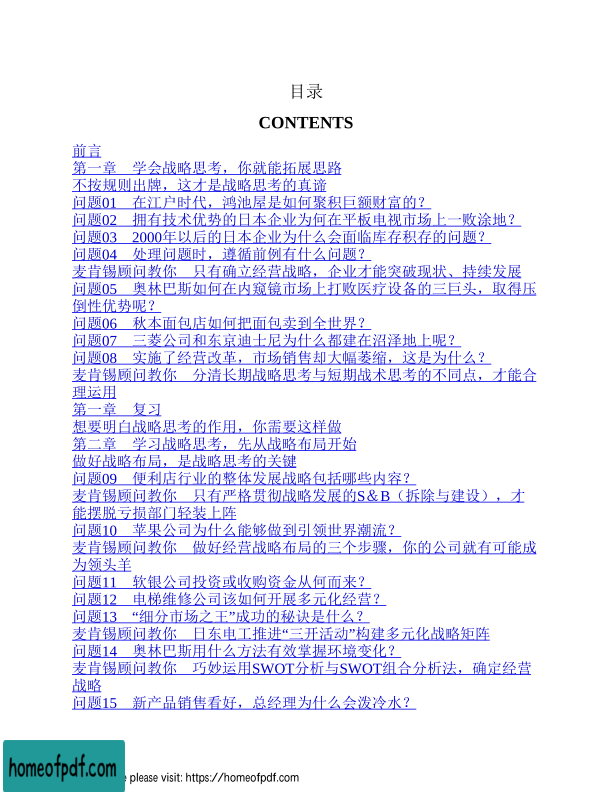 目录
CONTENTS
前言
第一章　学会战略思考，你就能拓展思路
不按规则出牌，这才是战略思考的真谛
问题01　在江户时代，鸿池屋是如何聚积巨额财富的？
问题02　拥有技术优势的日本企业为何在平板电视市场上一败涂地？
问题03　2000年以后的日本企业为什么会面临库存积存的问题？
问题04　处理问题时，遵循前例有什么问题？
麦肯锡顾问教你　只有确立经营战略，企业才能突破现状、持续发展
问题05　奥林巴斯如何在内窥镜市场上打败医疗设备的三巨头，取得压
倒性优势呢？
问题06　秋本面包店如何把面包卖到全世界？
问题07　三菱公司和东京迪士尼为什么都建在沼泽地上呢？
问题08　实施了经营改革，市场销售却大幅萎缩，这是为什么？
麦肯锡顾问教你　分清长期战略思考与短期战术思考的不同点，才能合
理运用
第一章　复习
想要明白战略思考的作用，你需要这样做
第二章　学习战略思考，先从战略布局开始
做好战略布局，是战略思考的关键
问题09　便利店行业的整体发展战略包括哪些内容？
麦肯锡顾问教你　只有严格贯彻战略发展的S＆B（拆除与建设），才
能摆脱亏损部门轻装上阵
问题10　苹果公司为什么能够做到引领世界潮流？
麦肯锡顾问教你　做好经营战略布局的三个步骤，你的公司就有可能成
为领头羊
问题11　软银公司投资或收购资金从何而来？
问题12　电梯维修公司该如何开展多元化经营？
问题13　“细分市场之王”成功的秘诀是什么？
麦肯锡顾问教你　日东电工推进“三开活动”构建多元化战略矩阵
问题14　奥林巴斯用什么方法有效掌握环境变化？
麦肯锡顾问教你　巧妙运用SWOT分析与SWOT组合分析法，确定经营
战略
问题15　新产品销售看好，总经理为什么会泼冷水？
homeofpdf.com
please visit: https://homeofpdf.com